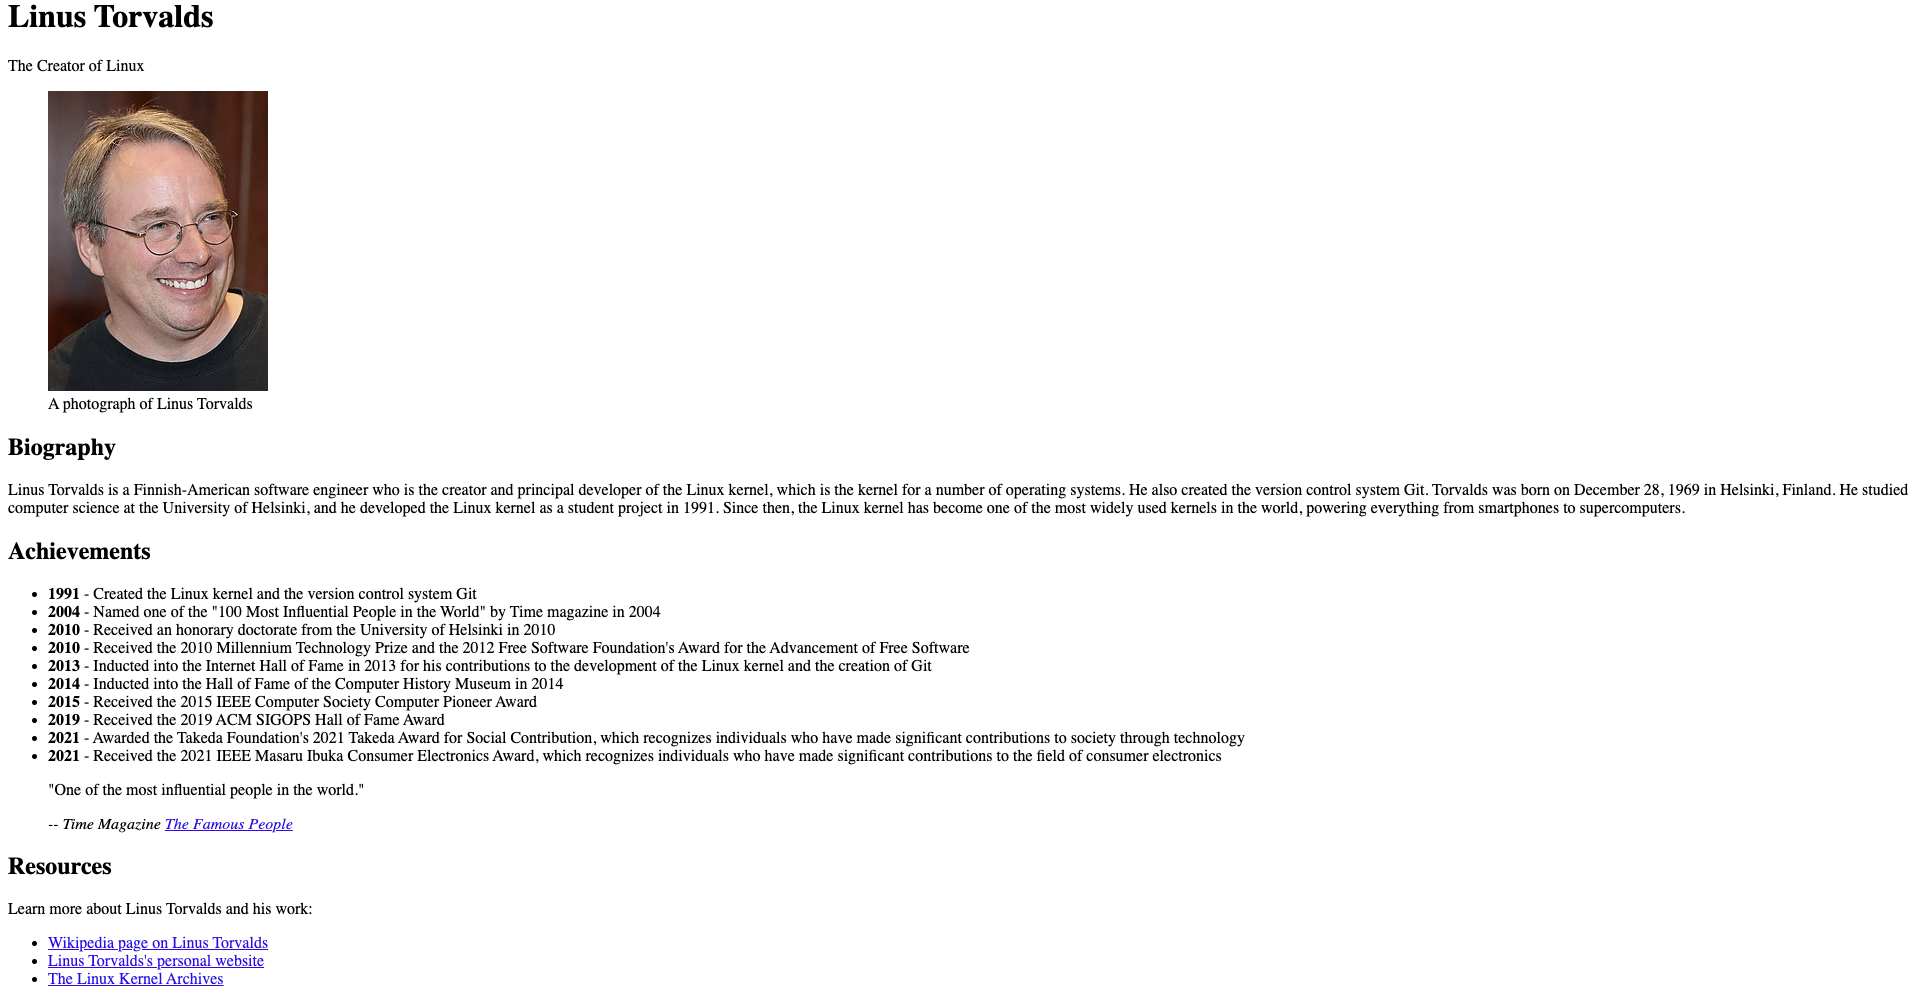 Linus Torvalds
The Creator of Linux
A photograph of Linus Torvalds
Biography
Linus Torvalds is a Finnish-American software engineer who is the creator and principal developer of the Linux kernel, which is the kernel for a number of operating systems. He also created the version control system Git. Torvalds was born on December 28, 1969 in Helsinki, Finland. He studied
computer science at the University of Helsinki, and he developed the Linux kernel as a student project in 1991. Since then, the Linux kernel has become one of the most widely used kernels in the world, powering everything from smartphones to supercomputers.
Achievements
• 1991 - Created the Linux kernel and the version control system Git
• 2004 - Named one of the "100 Most Influential People in the World" by Time magazine in 2004
• 2010 - Received an honorary doctorate from the University of Helsinki in 2010
• 2010 - Received the 2010 Millennium Technology Prize and the 2012 Free Software Foundation's Award for the Advancement of Free Software
• 2013 - Inducted into the Internet Hall of Fame in 2013 for his contributions to the development of the Linux kernel and the creation of Git
• 2014 - Inducted into the Hall of Fame of the Computer History Museum in 2014
• 2015 - Received the 2015 IEEE Computer Society Computer Pioneer Award
• 2019 - Received the 2019 ACM SIGOPS Hall of Fame Award
• 2021 - Awarded the Takeda Foundation's 2021 Takeda Award for Social Contribution, which recognizes individuals who have made significant contributions to society through technology
• 2021 - Received the 2021 IEEE Masaru Ibuka Consumer Electronics Award, which recognizes individuals who have made significant contributions to the field of consumer electronics
"One of the most influential people in the world."
-- Time Magazine The Famous People
Resources
Learn more about Linus Torvalds and his work:
• Wikipedia page on Linus Torvalds
• Linus Torvalds's personal website
• The Linux Kernel Archives